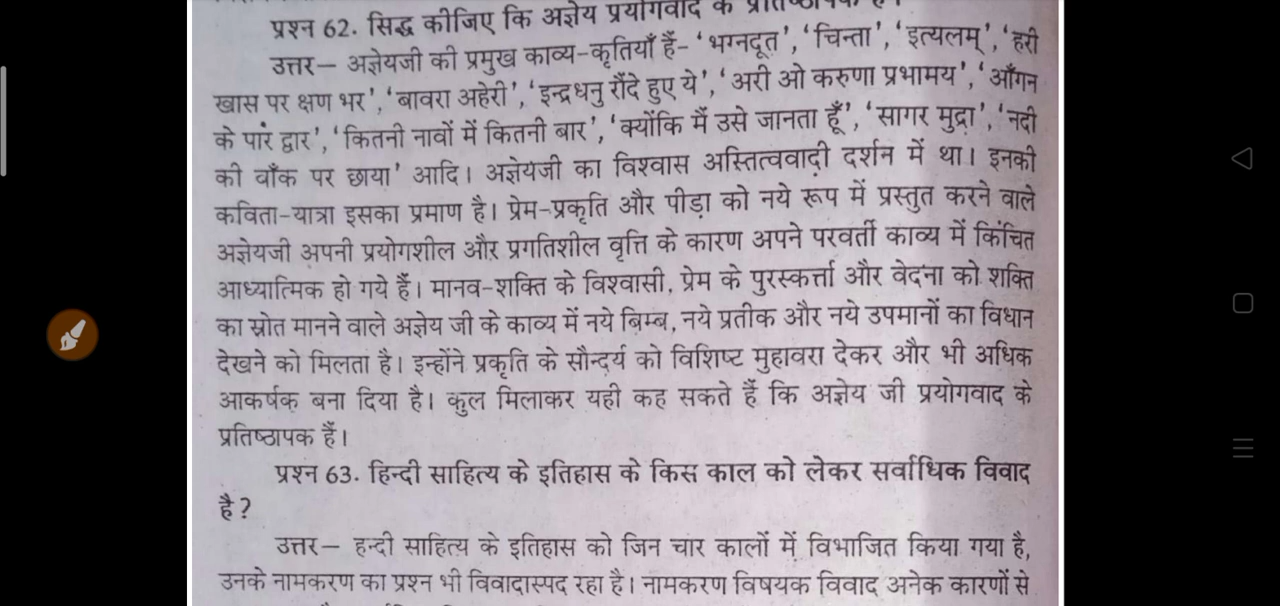 प्रश्न 62. सिद्ध कीजिए कि अज्ञेय प्रयोगवाद के प्रतिष्ठापक हैं।
उत्तर– अज्ञेयजी की प्रमुख काव्य-कृतियाँ हैं- ‘भग्नदूत’, ‘चिन्ता’, ‘इत्यलम्’, ‘हरी
खास पर क्षण भर’, ‘बावरा अहेरी’, ‘इन्द्रधनु रौंदे हुए ये’, ‘अरी ओ करुणा प्रभामय’, ‘आँगन
के पार द्वार’, ‘कितनी नावों में कितनी बार’, ‘क्योंकि मैं उसे जानता हूँ’, ‘सागर मुद्रा’, ‘नदी
की बाँक पर छाया’ आदि। अज्ञेयजी का विश्वास अस्तित्ववादी दर्शन में था। इनकी
कविता-यात्रा इसका प्रमाण है। प्रेम-प्रकृति और पीड़ा को नये रूप में प्रस्तुत करने वाले
अज्ञेयजी अपनी प्रयोगशील और प्रगतिशील वृत्ति के कारण अपने परवर्ती काव्य में किंचित
आध्यात्मिक हो गये हैं। मानव-शक्ति के विश्वासी, प्रेम के पुरस्कर्त्ता और वेदना को शक्ति
का स्रोत मानने वाले अज्ञेय जी के काव्य में नये बिम्ब, नये प्रतीक और नये उपमानों का विधान
देखने को मिलता है। इन्होंने प्रकृति के सौन्दर्य को विशिष्ट मुहावरा देकर और भी अधिक
आकर्षक बना दिया है। कुल मिलाकर यही कह सकते हैं कि अज्ञेय जी प्रयोगवाद के
प्रतिष्ठापक हैं।
प्रश्न 63. हिन्दी साहित्य के इतिहास के किस काल को लेकर सर्वाधिक विवाद
है?
उत्तर– हन्दी साहित्य के इतिहास को जिन चार कालों में विभाजित किया गया है,
उनके नामकरण का प्रश्न भी विवादास्पद रहा है। नामकरण विषयक विवाद अनेक कारणों से